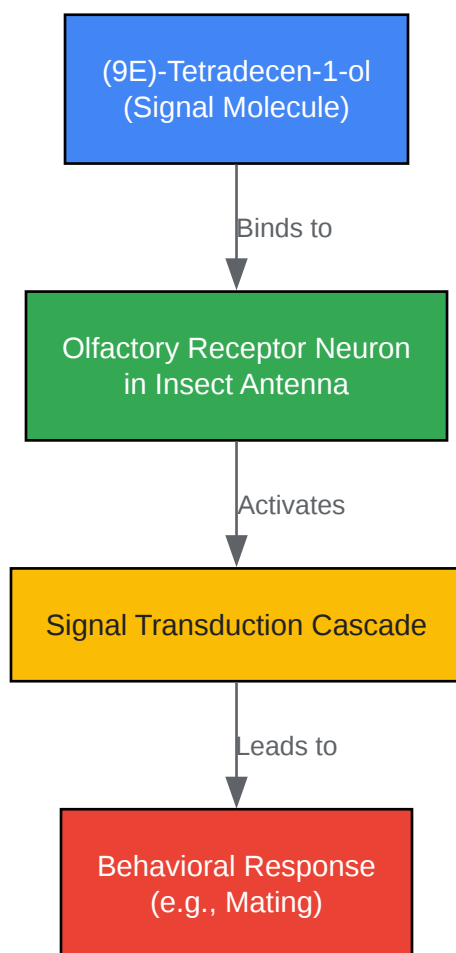 (9E)-Tetradecen-1-ol
(Signal Molecule)
Binds to
Olfactory Receptor Neuron
in Insect Antenna
Activates
Signal Transduction Cascade
Leads to
Behavioral Response
(e.g., Mating)